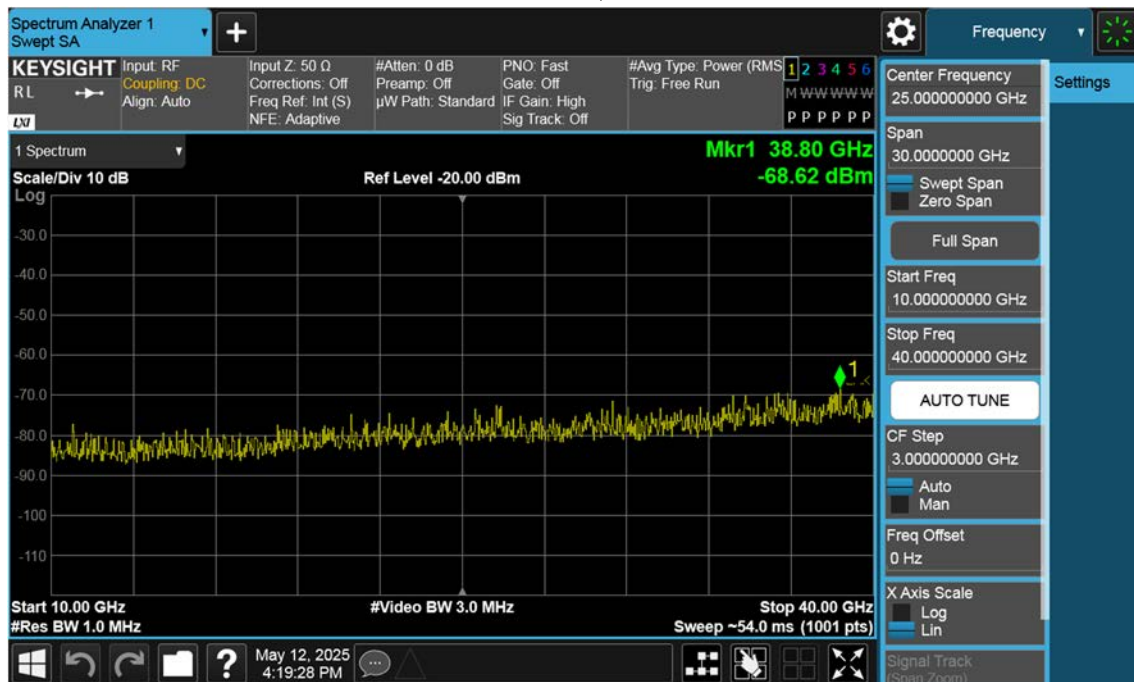 Spectrum Analyzer 1
Swept SA
Frequency
KEYSIGHT
RL
LXI
Input: RF
Coupling: DC
Align: Auto
Input Z: 50 Ω
Corrections: Off
Freq Ref: Int (S)
NFE: Adaptive
#Atten: 0 dB
Preamp: Off
µW Path: Standard
PNO: Fast
Gate: Off
IF Gain: High
Sig Track: Off
#Avg Type: Power (RMS
Trig: Free Run
1 2 3 4 5 6
M W W W W W
P P P P P P
1 Spectrum
Mkr1 38.80 GHz
-68.62 dBm
Scale/Div 10 dB
Ref Level -20.00 dBm
Log
-30.0
-40.0
-50.0
-60.0
-70.0
-80.0
-90.0
-100
-110
1
Start 10.00 GHz
#Video BW 3.0 MHz
Stop 40.00 GHz
#Res BW 1.0 MHz
Sweep ~54.0 ms (1001 pts)
Center Frequency
25.000000000 GHz
Settings
Span
30.0000000 GHz
Swept Span
Zero Span
Full Span
Start Freq
10.000000000 GHz
Stop Freq
40.000000000 GHz
AUTO TUNE
CF Step
3.000000000 GHz
Auto
Man
Freq Offset
0 Hz
X Axis Scale
Log
Lin
Signal Track
(Span Zoom)
?
May 12, 2025
4:19:28 PM